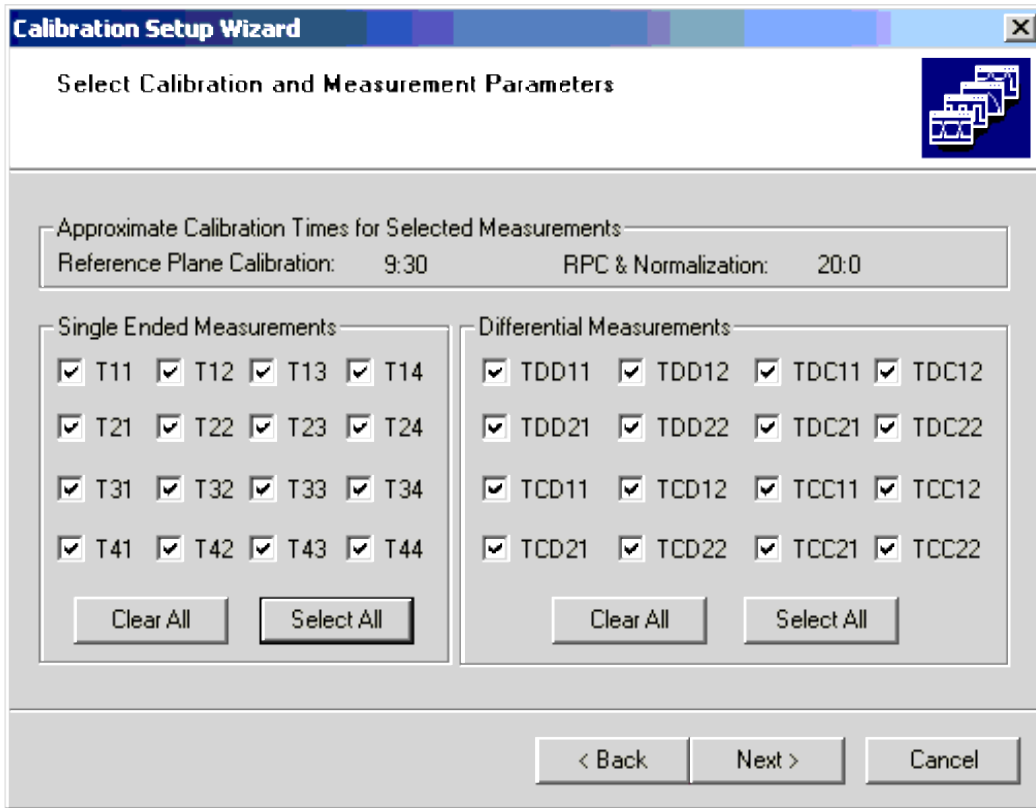 Calibration Setup Wizard
Select Calibration and Measurement Parameters
Approximate Calibration Times for Selected Measurements
Reference Plane Calibration: 9:30 RPC & Normalization: 20:0
Single Ended Measurements
T11 T12 T13 T14
T21 T22 T23 T24
T31 T32 T33 T34
T41 T42 T43 T44
Clear All Select All
Differential Measurements
TDD11 TDD12 TDC11 TDC12
TDD21 TDD22 TDC21 TDC22
TCD11 TCD12 TCC11 TCC12
TCD21 TCD22 TCC21 TCC22
Clear All Select All
< Back Next > Cancel